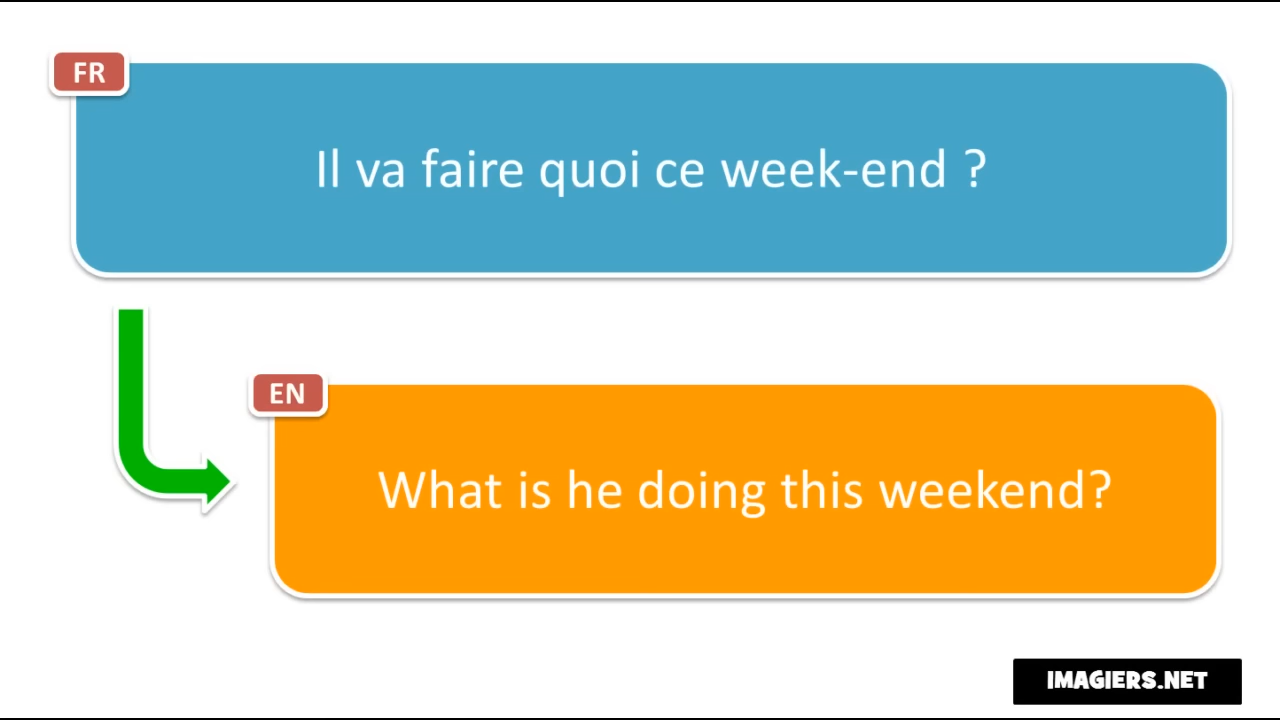 FR
Il va faire quoi ce week-end ?
EN
What is he doing this weekend?
IMAGIERS.NET